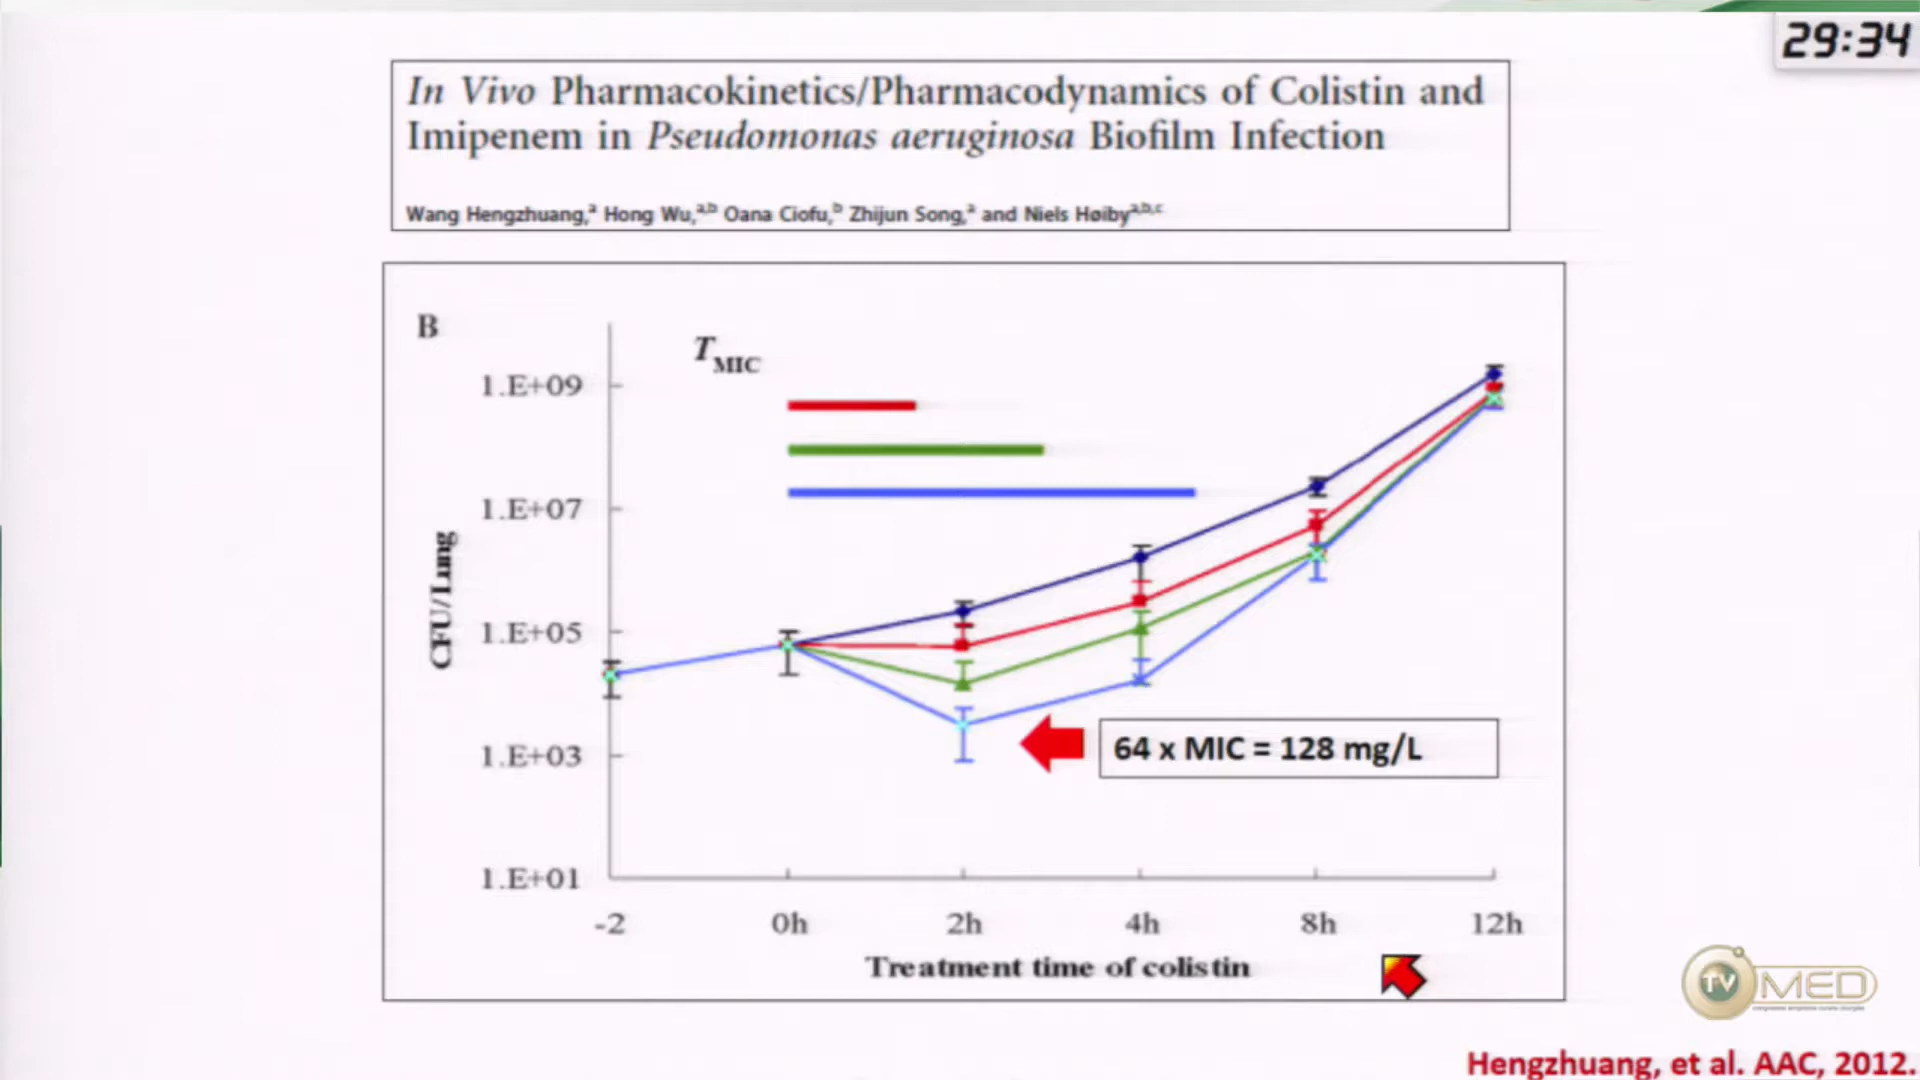 29:34
In Vivo Pharmacokinetics/Pharmacodynamics of Colistin and
Imipenem in Pseudomonas aeruginosa Biofilm Infection
Wang Hengzhuang,ᵃ Hong Wu,ᵃ,ᵇ Oana Ciofu,ᵇ Zhijun Song,ᵃ and Niels Høibyᵃ,ᵇ,ᶜ
B
T MIC
1.E+09
1.E+07
1.E+05
1.E+03
1.E+01
CFU/Lung
64 x MIC = 128 mg/L
-2 0h 2h 4h 8h 12h
Treatment time of colistin
TV MED
Hengzhuang, et al. AAC, 2012.